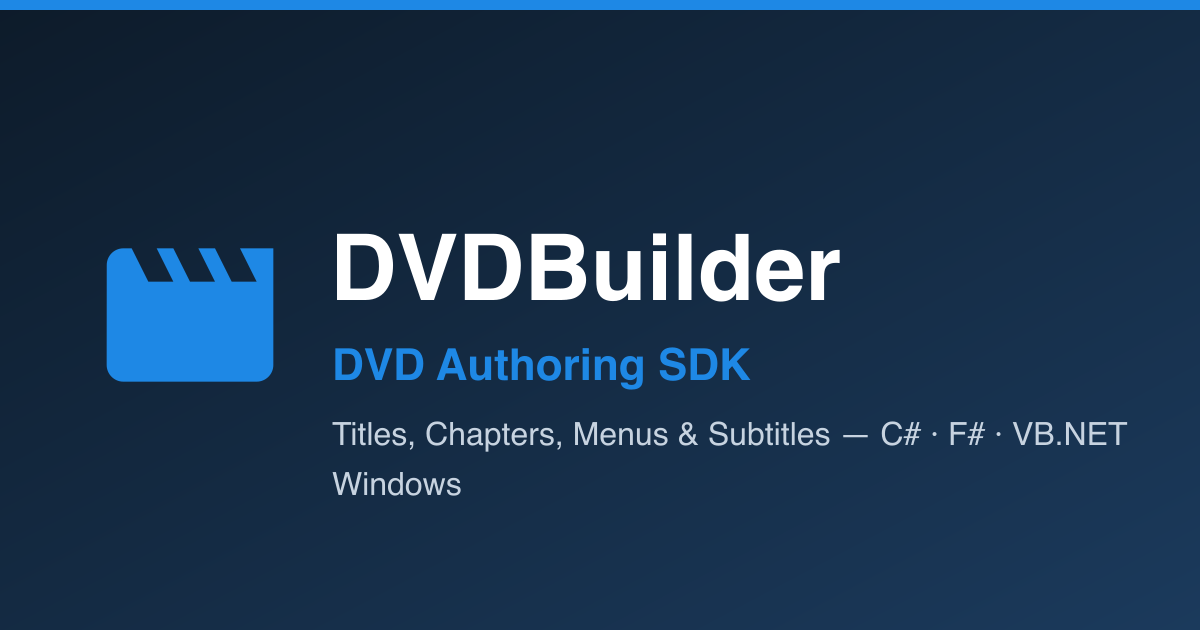 DVDBuilder
DVD Authoring SDK
Titles, Chapters, Menus & Subtitles — C# · F# · VB.NET
Windows